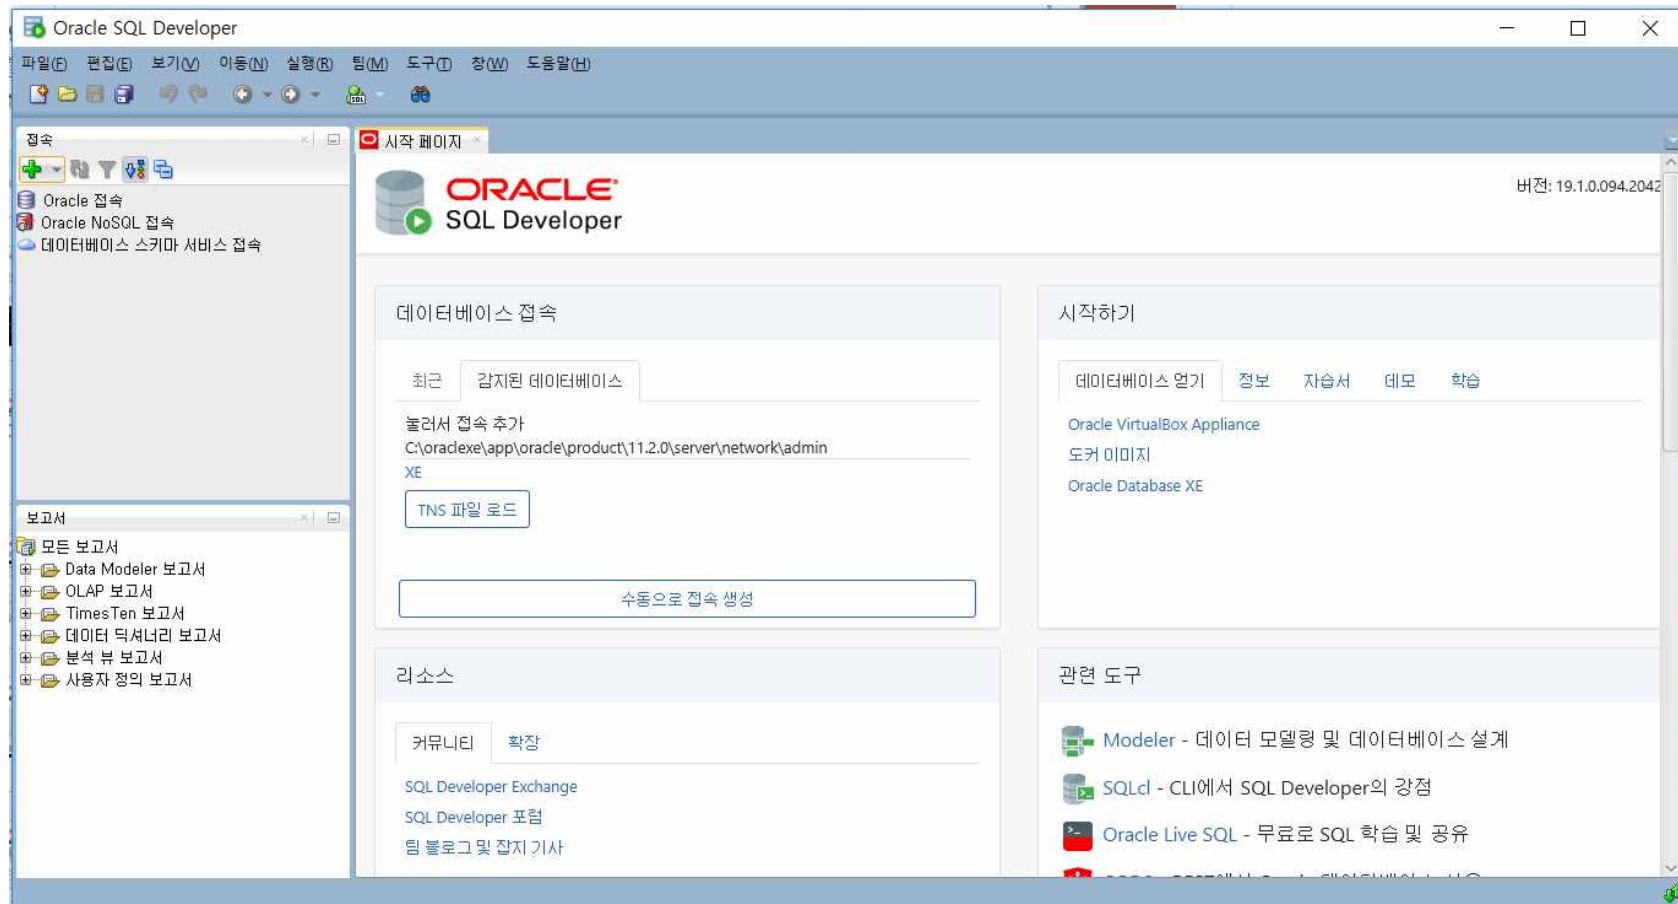 Oracle SQL Developer
파일(F) 편집(E) 보기(V) 이동(N) 실행(R) 팀(M) 도구(T) 창(W) 도움말(H)
접속
Oracle 접속
Oracle NoSQL 접속
데이터베이스 스키마 서비스 접속
보고서
모든 보고서
Data Modeler 보고서
OLAP 보고서
TimesTen 보고서
데이터 딕셔너리 보고서
분석 뷰 보고서
사용자 정의 보고서
시작 페이지
ORACLE
SQL Developer
버전: 19.1.0.094.2042
데이터베이스 접속
최근 감지된 데이터베이스
눌러서 접속 추가
C:\oraclexe\app\oracle\product\11.2.0\server\network\admin
XE
TNS 파일 로드
수동으로 접속 생성
시작하기
데이터베이스 얻기 정보 자습서 데모 학습
Oracle VirtualBox Appliance
도커 이미지
Oracle Database XE
리소스
커뮤니티 확장
SQL Developer Exchange
SQL Developer 포럼
팀 블로그 및 잡지 기사
관련 도구
Modeler - 데이터 모델링 및 데이터베이스 설계
SQLcl - CLI에서 SQL Developer의 강점
Oracle Live SQL - 무료로 SQL 학습 및 공유